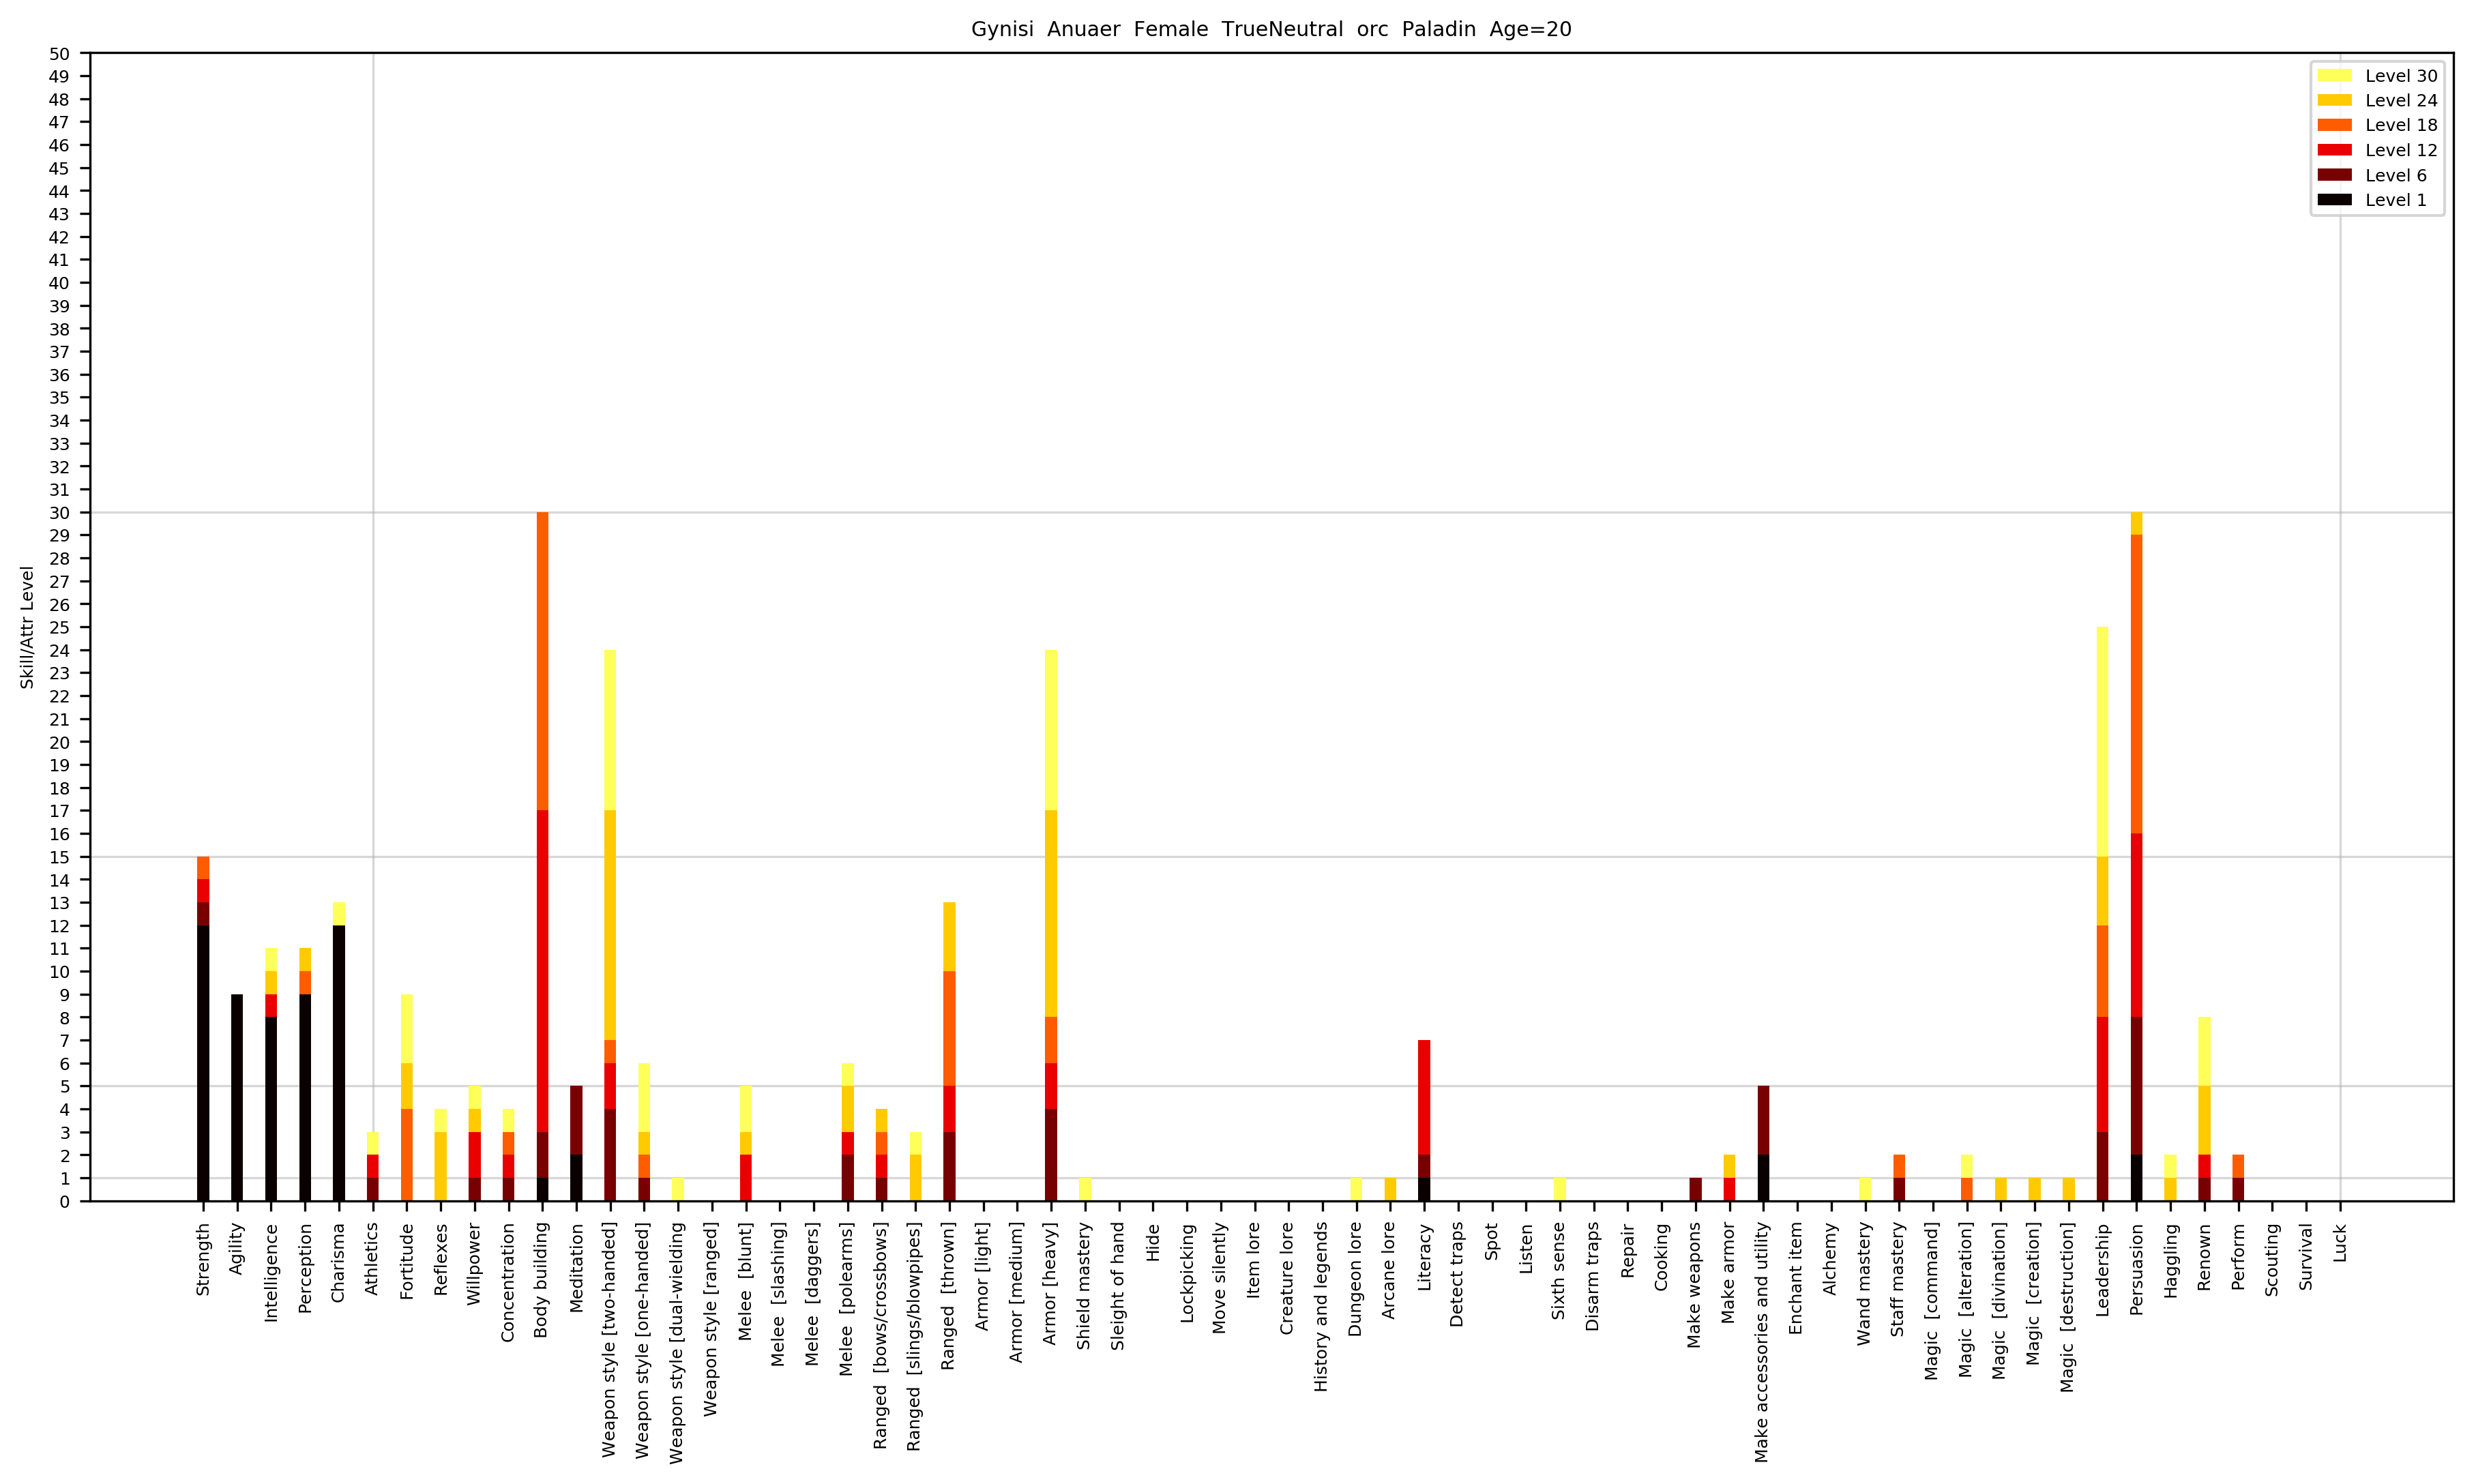 Gynisi  Anuaer  Female  TrueNeutral  orc  Paladin  Age=20
Skill/Attr Level
50
49
48
47
46
45
44
43
42
41
40
39
38
37
36
35
34
33
32
31
30
29
28
27
26
25
24
23
22
21
20
19
18
17
16
15
14
13
12
11
10
9
8
7
6
5
4
3
2
1
0
Level 30
Level 24
Level 18
Level 12
Level 6
Level 1
Strength
Agility
Intelligence
Perception
Charisma
Athletics
Fortitude
Reflexes
Willpower
Concentration
Body building
Meditation
Weapon style [two-handed]
Weapon style [one-handed]
Weapon style [dual-wielding
Weapon style [ranged]
Melee  [blunt]
Melee  [slashing]
Melee  [daggers]
Melee  [polearms]
Ranged  [bows/crossbows]
Ranged  [slings/blowpipes]
Ranged  [thrown]
Armor [light]
Armor [medium]
Armor [heavy]
Shield mastery
Sleight of hand
Hide
Lockpicking
Move silently
Item lore
Creature lore
History and legends
Dungeon lore
Arcane lore
Literacy
Detect traps
Spot
Listen
Sixth sense
Disarm traps
Repair
Cooking
Make weapons
Make armor
Make accessories and utility
Enchant item
Alchemy
Wand mastery
Staff mastery
Magic  [command]
Magic  [alteration]
Magic  [divination]
Magic  [creation]
Magic  [destruction]
Leadership
Persuasion
Haggling
Renown
Perform
Scouting
Survival
Luck